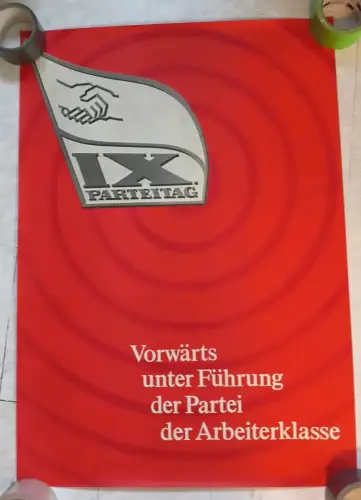 IX.
PARTEITAG
Vorwärts
unter Führung
der Partei
der Arbeiterklasse